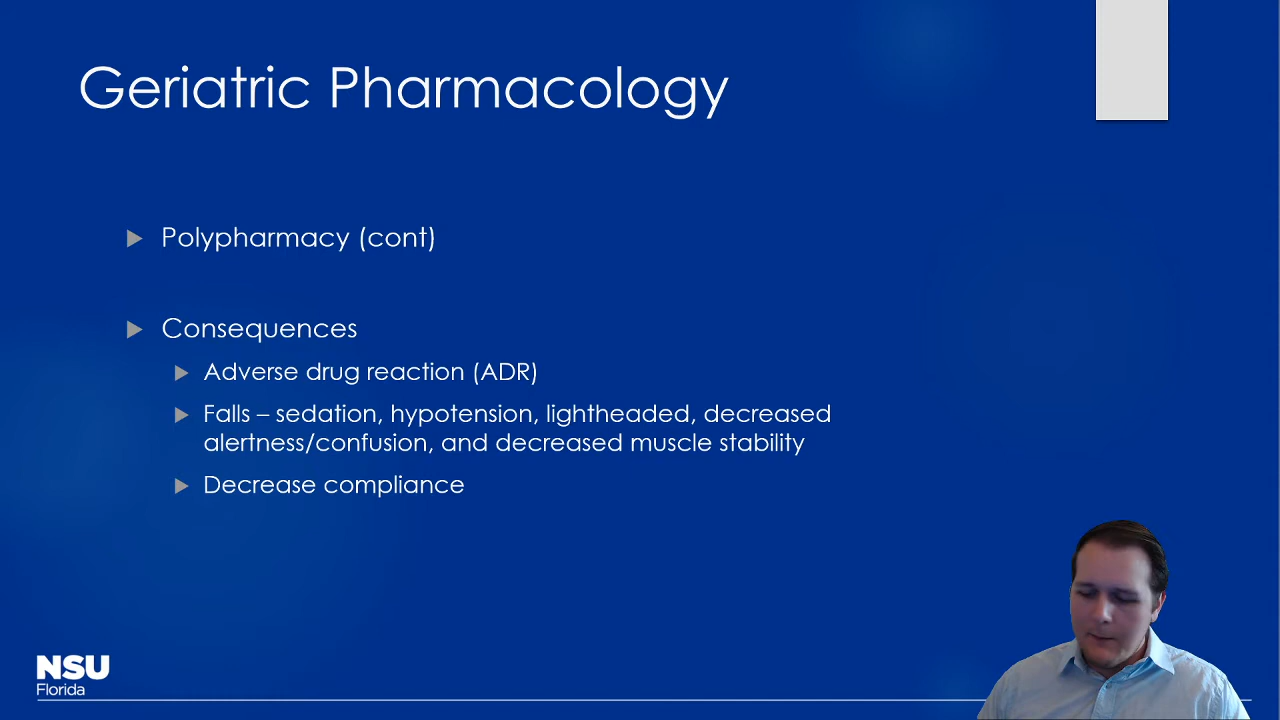 Geriatric Pharmacology
Polypharmacy (cont)
Consequences
Adverse drug reaction (ADR)
Falls – sedation, hypotension, lightheaded, decreased
alertness/confusion, and decreased muscle stability
Decrease compliance
NSU
Florida